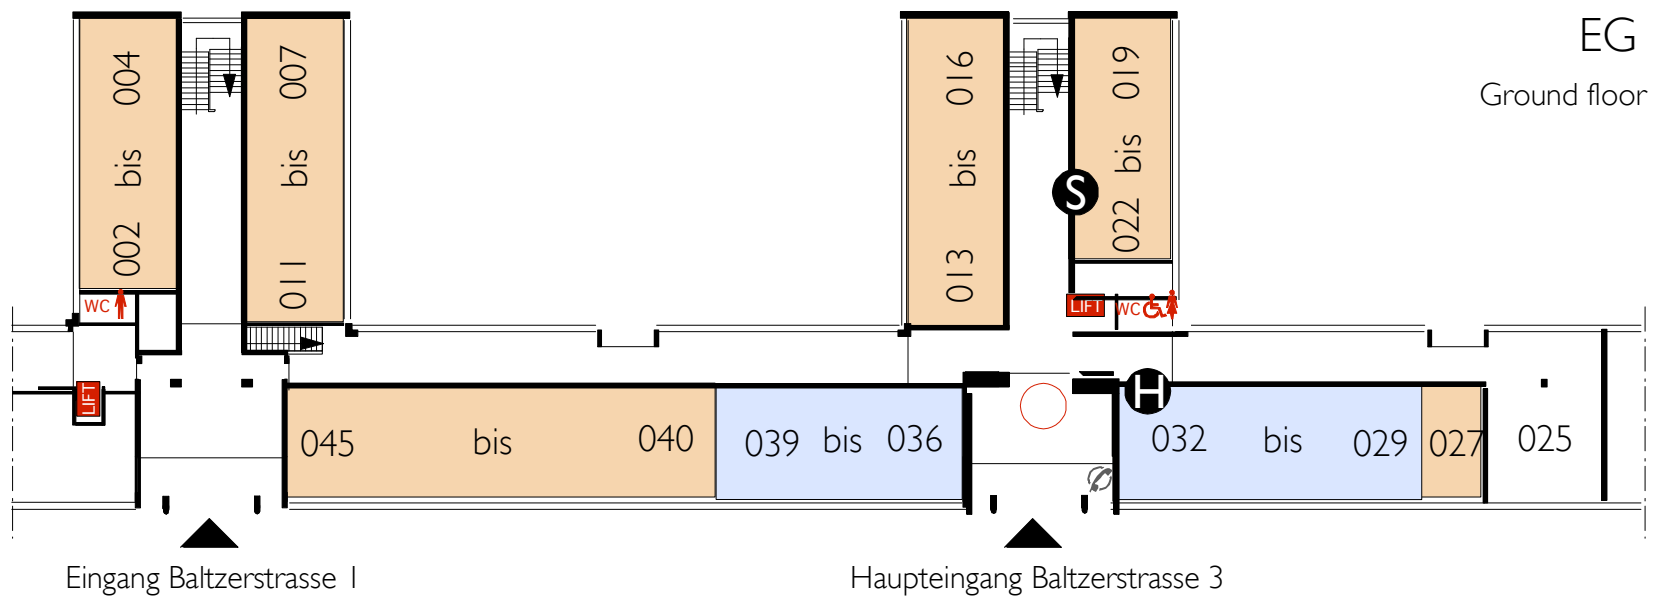 EG
Ground floor
004
bis
002
007
bis
011
016
bis
013
019
bis
022
S
WC
LIFT
WC
LIFT
H
045 bis 040
039 bis 036
032 bis 029
027
025
Eingang Baltzerstrasse 1
Haupteingang Baltzerstrasse 3